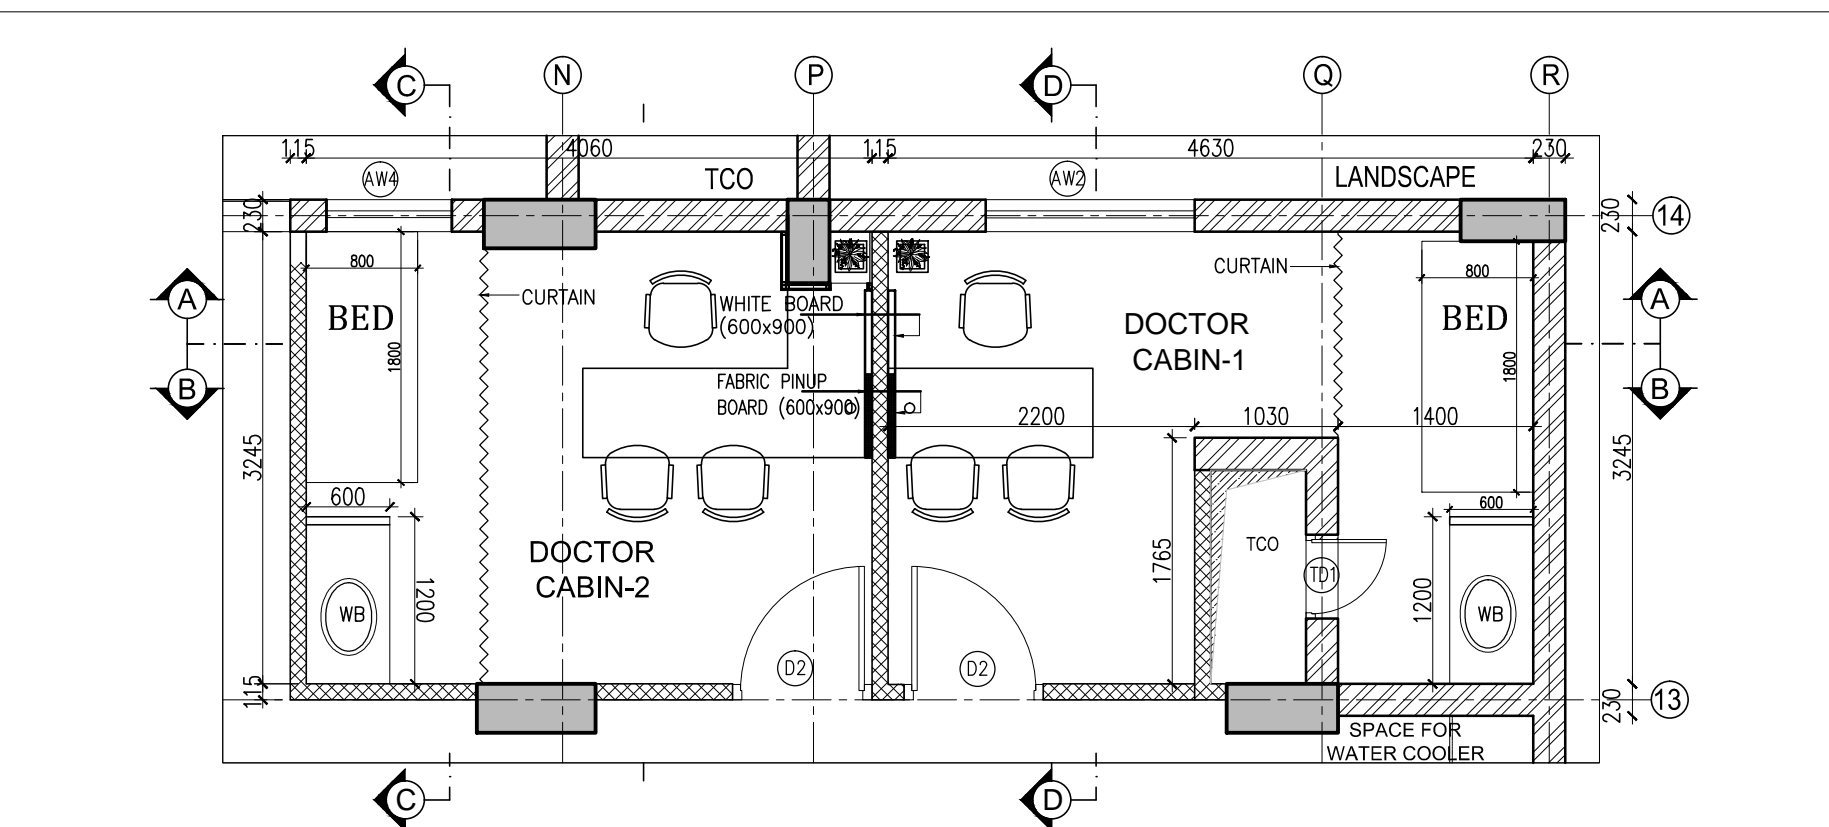 C N P D Q R
115 4060 115 4630 230
AW4 TCO AW2 LANDSCAPE
230 230 14
800 CURTAIN 800
A CURTAIN A
BED WHITE BOARD DOCTOR BED
(600x900) CABIN-1
1800 1800
B FABRIC PINUP B
BOARD (600x900)
2200 1030 1400
3245 3245
600 600
DOCTOR 1765 TCO
CABIN-2 TD1
1200 1200
WB WB
D2 D2
115 230 13
SPACE FOR
WATER COOLER
C D